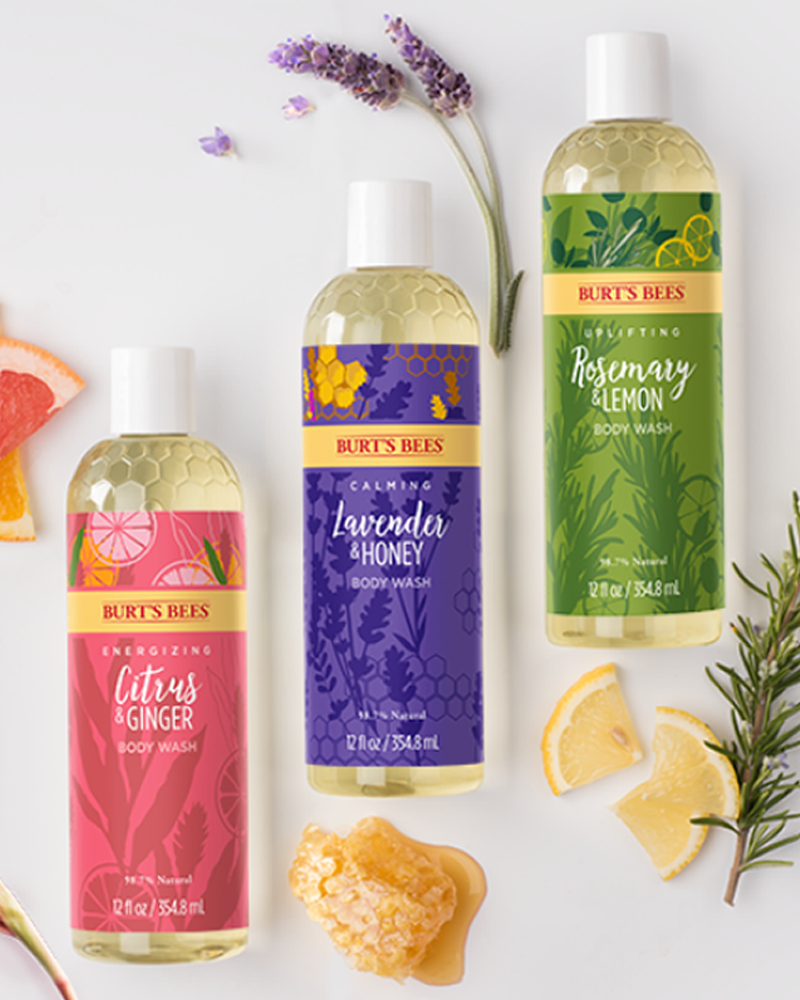 BURT'S BEES
ENERGIZING
Citrus
& GINGER
BODY WASH
98.7% Natural
12 fl oz / 354.8 mL
BURT'S BEES
CALMING
Lavender
& HONEY
BODY WASH
98.7% Natural
12 fl oz / 354.8 mL
BURT'S BEES
UPLIFTING
Rosemary
& LEMON
BODY WASH
98.7% Natural
12 fl oz / 354.8 mL